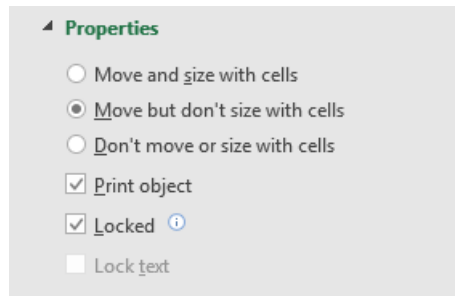 Properties
Move and size with cells
Move but don't size with cells
Don't move or size with cells
Print object
Locked
Lock text